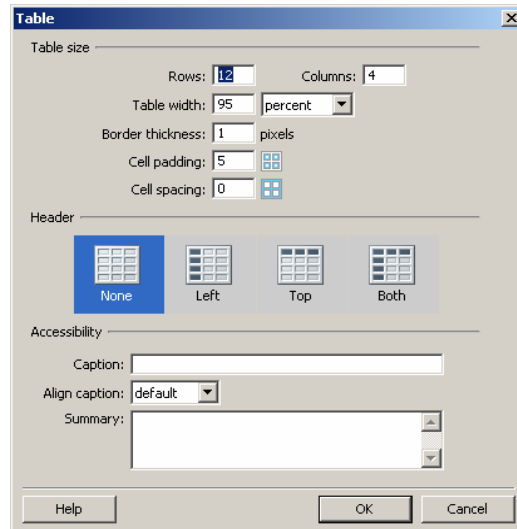 Table
Table size
Rows: 12 Columns: 4
Table width: 95 percent
Border thickness: 1 pixels
Cell padding: 5
Cell spacing: 0
Header
None Left Top Both
Accessibility
Caption:
Align caption: default
Summary:
Help OK Cancel